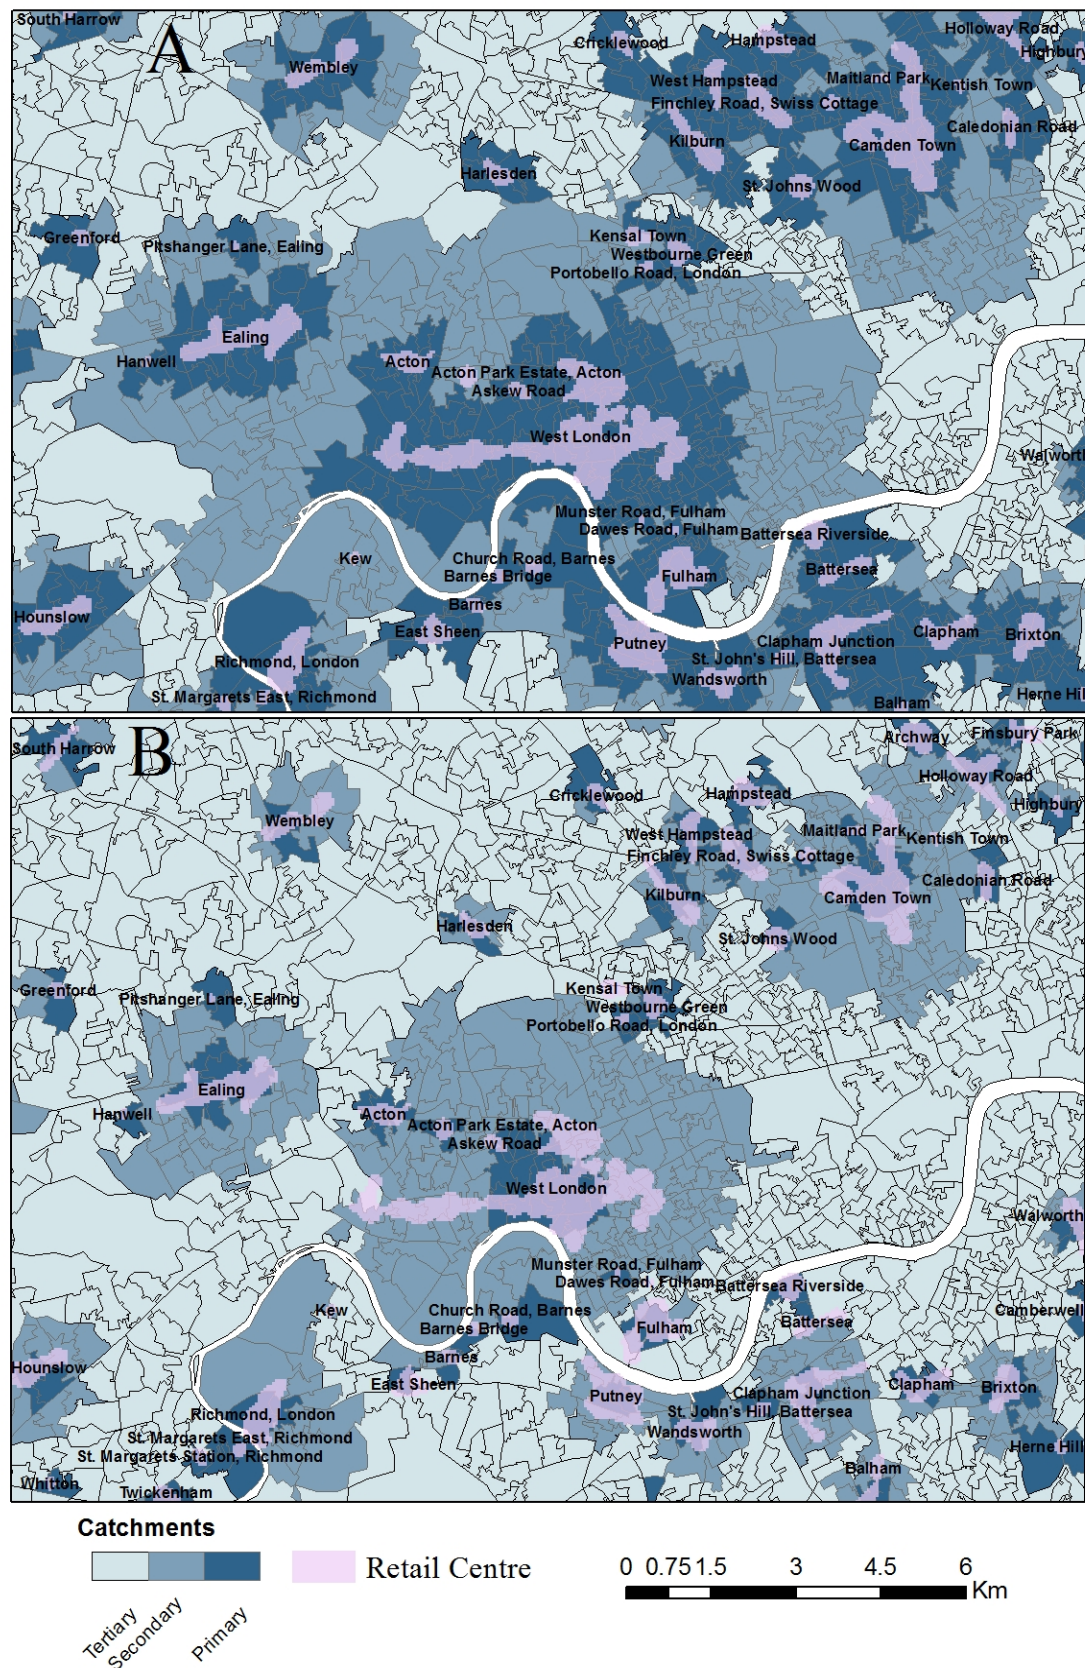 South Harrow
A
Wembley
Cricklewood
Hampstead
Holloway Road
Highbury
West Hampstead
Maitland Park
Kentish Town
Finchley Road, Swiss Cottage
Kilburn
Camden Town
Caledonian Road
Harlesden
St. Johns Wood
Greenford
Pitshanger Lane, Ealing
Kensal Town
Westbourne Green
Portobello Road, London
Ealing
Hanwell
Acton
Acton Park Estate, Acton
Askew Road
West London
Walworth
Munster Road, Fulham
Dawes Road, Fulham
Battersea Riverside
Kew
Church Road, Barnes
Barnes Bridge
Fulham
Battersea
Hounslow
Barnes
East Sheen
Putney
Clapham Junction
Clapham
Brixton
Richmond, London
St. John's Hill, Battersea
Wandsworth
St. Margarets East, Richmond
Balham
Herne Hil
B
South Harrow
Archway
Finsbury Park
Holloway Road
Cricklewood
Hampstead
Highbury
Wembley
West Hampstead
Maitland Park
Kentish Town
Finchley Road, Swiss Cottage
Kilburn
Camden Town
Caledonian Road
Harlesden
St. Johns Wood
Greenford
Pitshanger Lane, Ealing
Kensal Town
Westbourne Green
Portobello Road, London
Ealing
Hanwell
Acton
Acton Park Estate, Acton
Askew Road
West London
Walworth
Munster Road, Fulham
Dawes Road, Fulham
Battersea Riverside
Kew
Church Road, Barnes
Barnes Bridge
Fulham
Battersea
Camberwell
Hounslow
Barnes
East Sheen
Putney
Clapham Junction
Clapham
Brixton
Richmond, London
St. John's Hill, Battersea
Wandsworth
St. Margarets East, Richmond
St. Margarets Station, Richmond
Herne Hill
Balham
Whitton
Twickenham
Catchments
Tertiary
Secondary
Primary
Retail Centre
0 0.75 1.5 3 4.5 6
Km